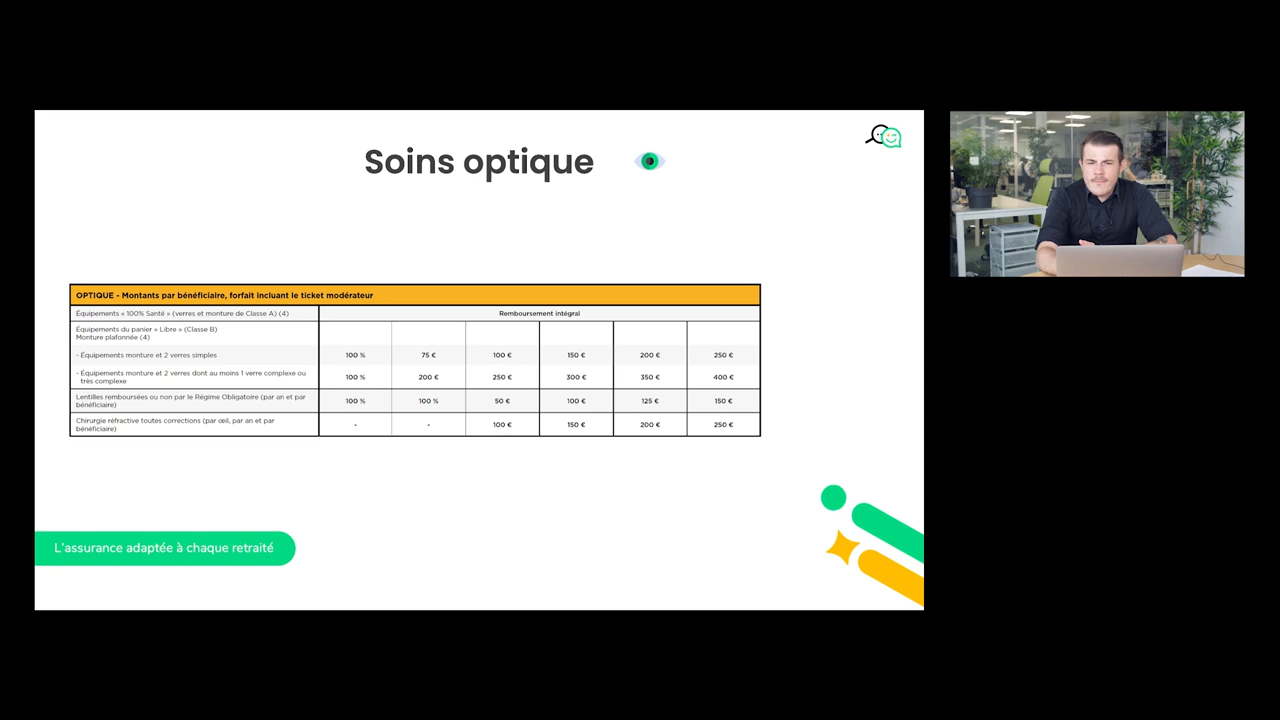 Soins optique
OPTIQUE - Montants par bénéficiaire, forfait incluant le ticket modérateur
Équipements « 100% Santé » (verres et monture de Classe A) (4) Remboursement intégral
Équipements du panier « Libre » (Classe B)
Monture plafonnée (4)
- Équipements monture et 2 verres simples 100 % 75 € 100 € 150 € 200 € 250 €
- Équipements monture et 2 verres dont au moins 1 verre complexe ou
très complexe 100 % 200 € 250 € 300 € 350 € 400 €
Lentilles remboursées ou non par le Régime Obligatoire (par an et par
bénéficiaire) 100 % 100 % 50 € 100 € 125 € 150 €
Chirurgie réfractive toutes corrections (par œil, par an et par
bénéficiaire) - - 100 € 150 € 200 € 250 €
L'assurance adaptée à chaque retraité